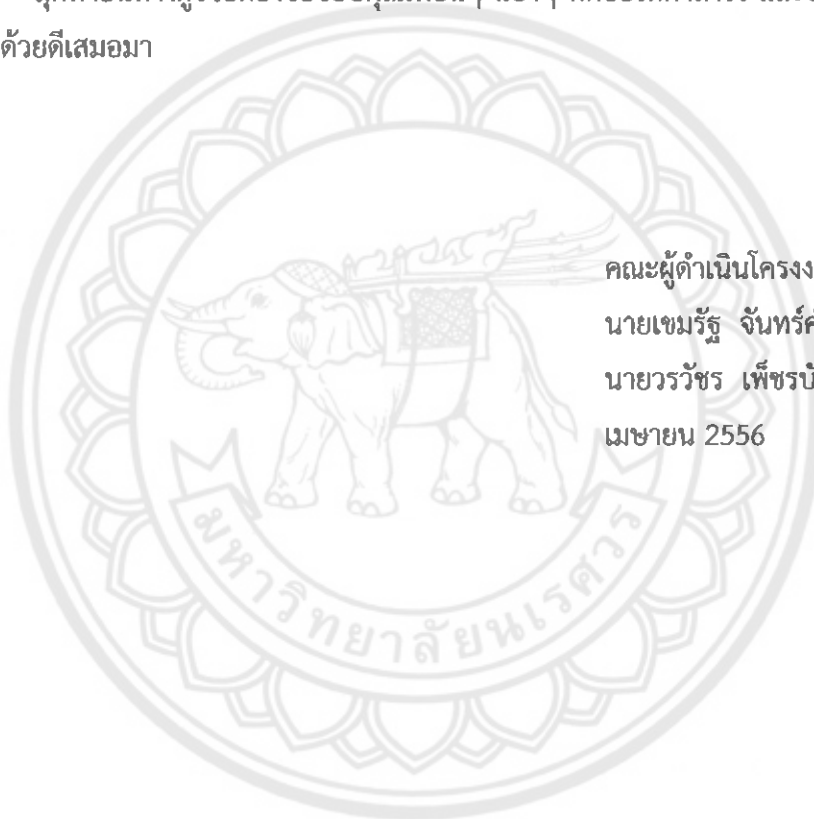 ด้วยดีเสมอมา
คณะผู้ดำเนินโครงง
นายเขมรัฐ จันทร์ค
นายวรวัชร เพ็ชรบ
เมษายน 2556
มหาวิทยาลัยนเรศวร